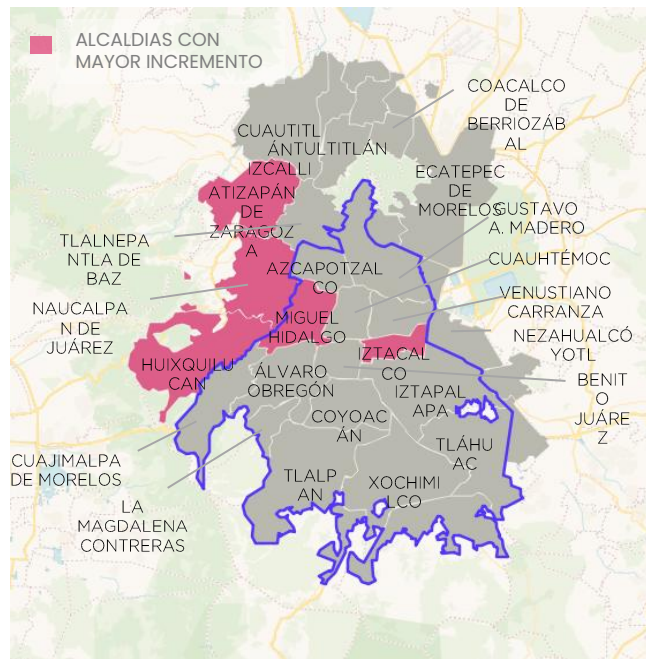 ALCALDIAS CON
MAYOR INCREMENTO
COACALCO
DE
BERRIOZÁB
AL
CUAUTITL
ÁN
IZCALLI
TULTITLÁN
ECATEPEC
DE
MORELOS
ATIZAPÁN
DE
ZARAGOZ
A
GUSTAVO
A. MADERO
TLALNEPA
NTLA DE
BAZ
AZCAPOTZAL
CO
CUAUHTÉMOC
VENUSTIANO
CARRANZA
NAUCALPA
N DE
JUÁREZ
MIGUEL
HIDALGO
NEZAHUALCÓ
YOTL
HUIXQUILU
CAN
IZTACAL
CO
ÁLVARO
OBREGÓN
BENIT
O
JUÁRE
Z
IZTAPAL
APA
COYOAC
ÁN
TLÁHU
AC
CUAJIMALPA
DE MORELOS
TLALP
AN
XOCHIMI
LCO
LA
MAGDALENA
CONTRERAS